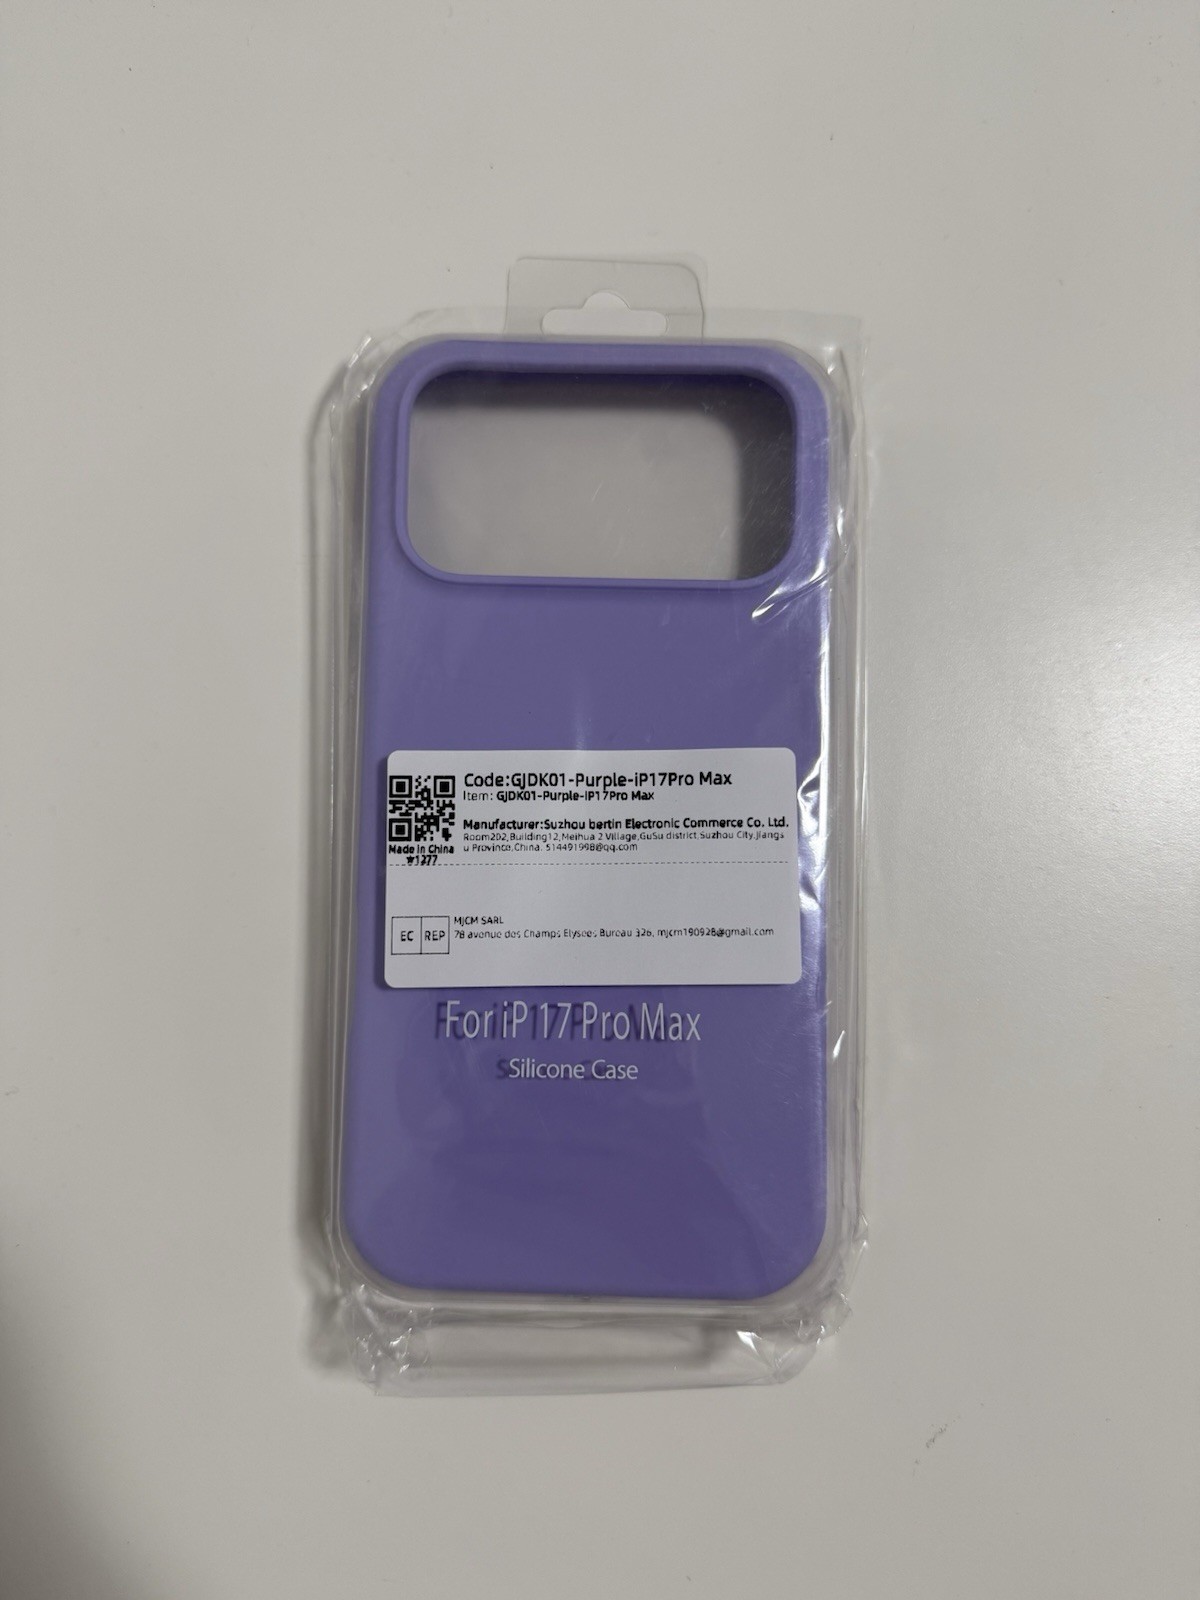 Code:GJDK01-Purple-iP17Pro Max
Item: GJDK01-Purple-iP17Pro Max
Manufacturer:Suzhou bertin Electronic Commerce Co. Ltd.
Room202,Building12,Meihua 2 Village,GuSu district,Suzhou City,Jiangs
u Province,China. 514491998@qq.com
Made in China
★1277
EC REP
MJCM SARL
78 avenue des Champs Elysees Bureau 326, mjcm190928@gmail.com
For iP 17 Pro Max
Silicone Case